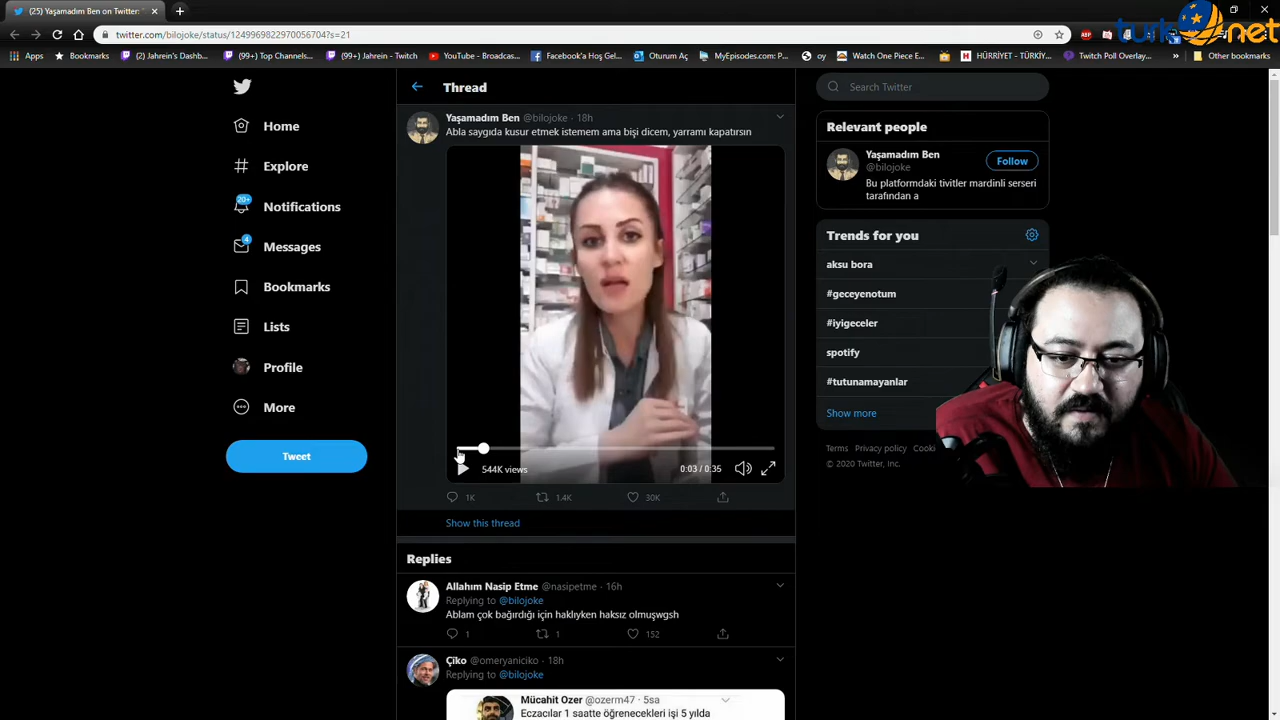 (25) Yaşamadım Ben on Twitter:
twitter.com/bilojoke/status/1249969822970056704?s=21
turk net
Apps
Bookmarks
(2) Jahrein's Dashb...
(99+) Top Channels...
(99+) Jahrein - Twitch
YouTube - Broadcas...
Facebook'a Hoş Gel...
Oturum Aç
MyEpisodes.com: P...
oy
Watch One Piece E...
HÜRRİYET - TÜRKİY...
Twitch Poll Overlay...
Other bookmarks
Home
Explore
20+
Notifications
4
Messages
Bookmarks
Lists
Profile
More
Tweet
Thread
Yaşamadım Ben @bilojoke · 18h
Abla saygıda kusur etmek istemem ama bişi dicem, yarramı kapatırsın
544K views
0:03 / 0:35
1K
1.4K
30K
Show this thread
Replies
Allahım Nasip Etme @nasipetme · 16h
Replying to @bilojoke
Ablam çok bağırdığı için haklıyken haksız olmuşwgsh
1
1
152
Çiko @omeryaniciko · 18h
Replying to @bilojoke
Mücahit Ozer @ozerm47 · 5sa
Eczacılar 1 saatte öğrenecekleri işi 5 yılda
Search Twitter
Relevant people
Yaşamadım Ben
@bilojoke
Follow
Bu platformdaki tivitler mardinli serseri
tarafından a
Trends for you
aksu bora
#geceyenotum
#iyigeceler
spotify
#tutunamayanlar
Show more
Terms Privacy policy Cooki
© 2020 Twitter, Inc.